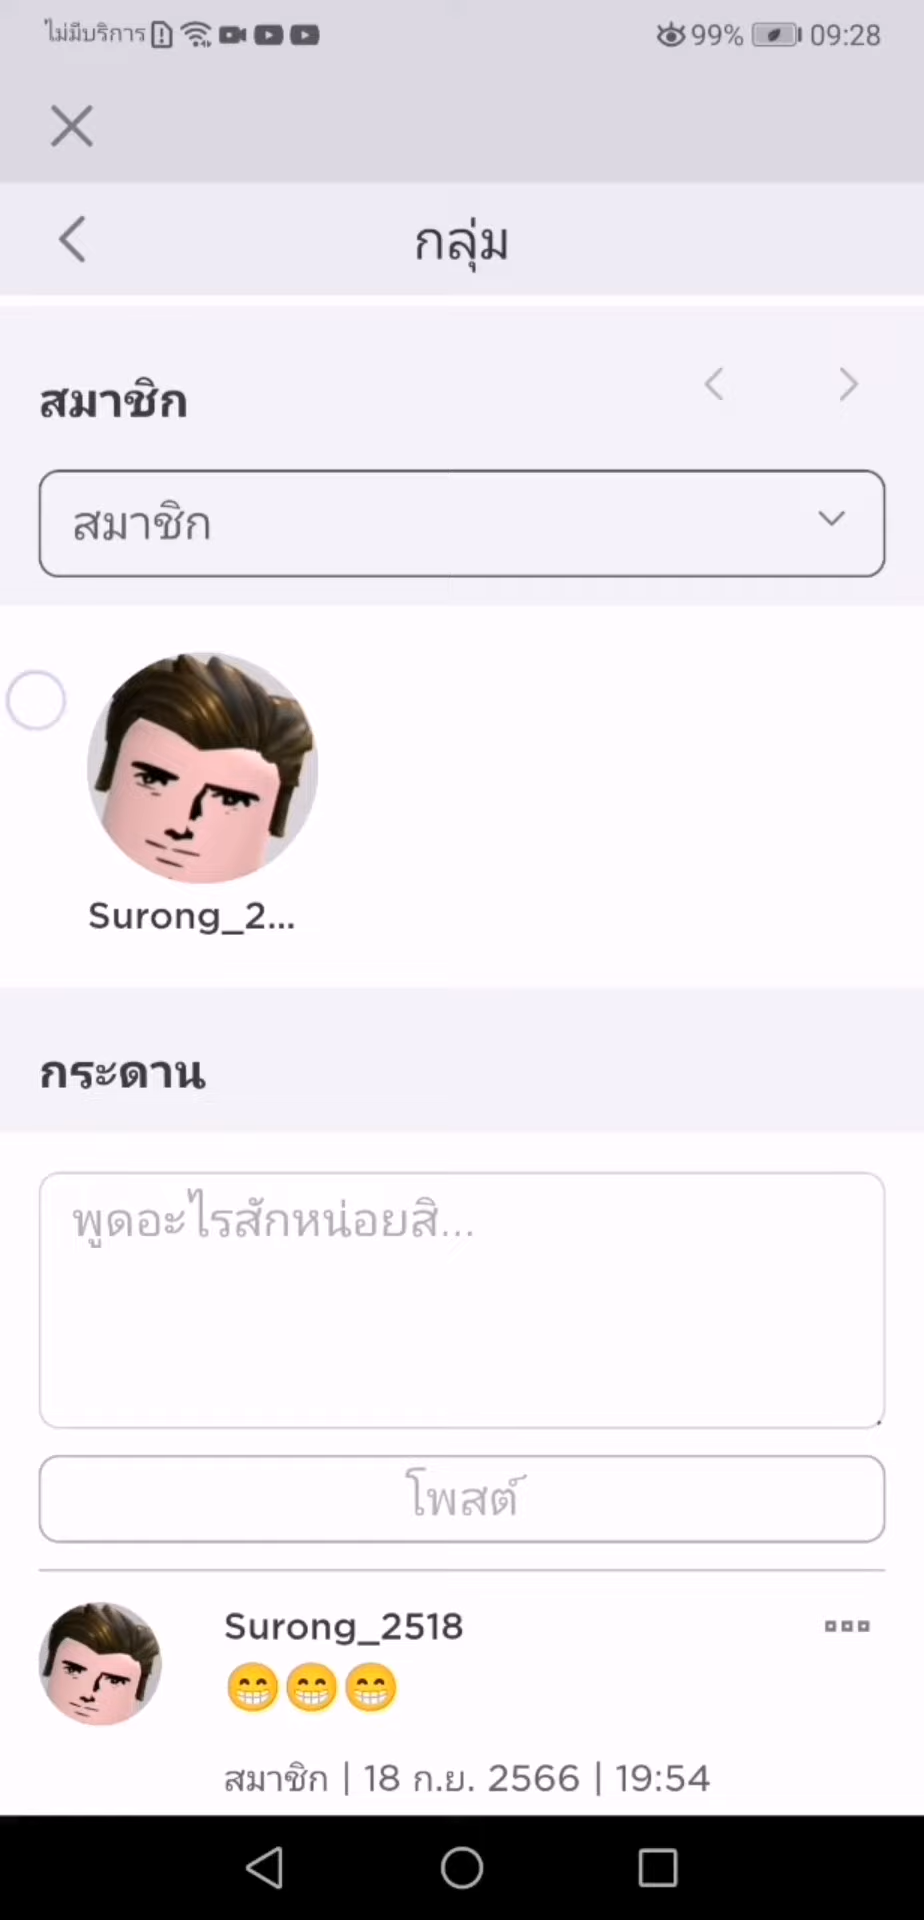 ไม่มีบริการ 99% 09:28
กลุ่ม
สมาชิก
สมาชิก
Surong_2...
กระดาน
พูดอะไรสักหน่อยสิ...
โพสต์
Surong_2518
😁😁😁
สมาชิก | 18 ก.ย. 2566 | 19:54